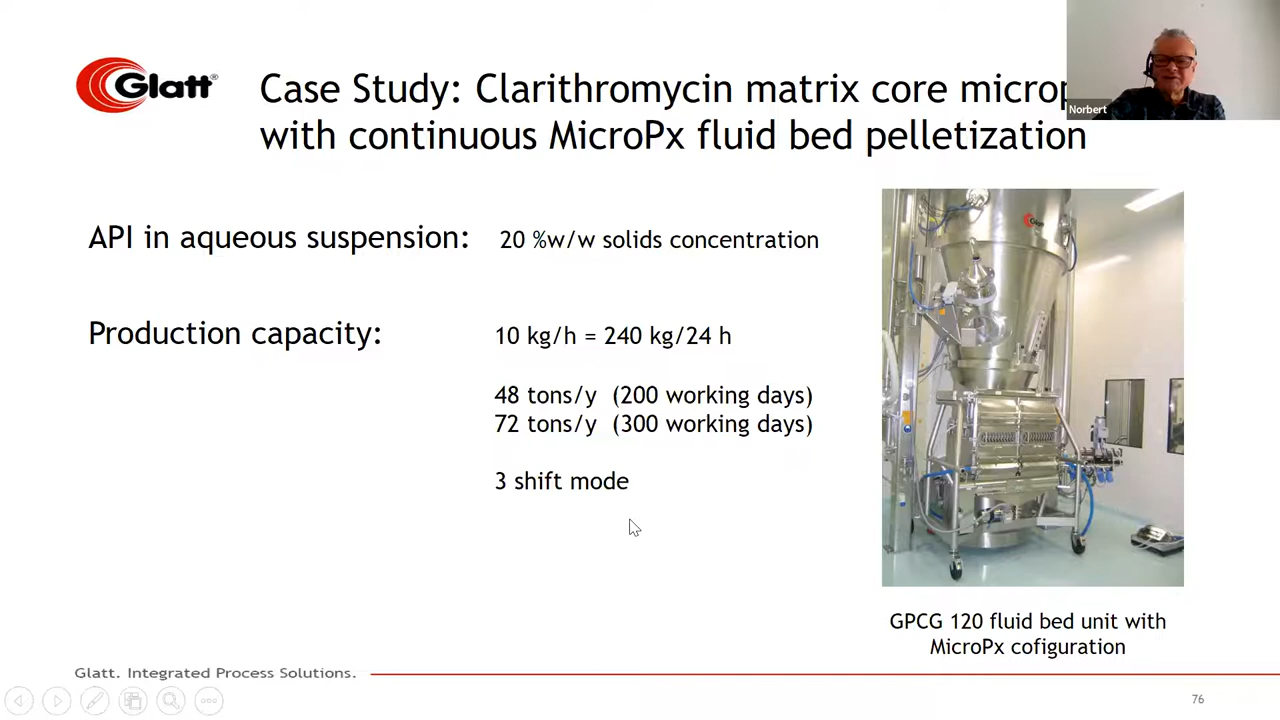 Glatt®
Case Study: Clarithromycin matrix core
with continuous MicroPx fluid bed pelletization
Norbert
API in aqueous suspension: 20 %w/w solids concentration
Production capacity: 10 kg/h = 240 kg/24 h
48 tons/y (200 working days)
72 tons/y (300 working days)
3 shift mode
Glatt
GPCG 120 fluid bed unit with
MicroPx cofiguration
Glatt. Integrated Process Solutions.
76